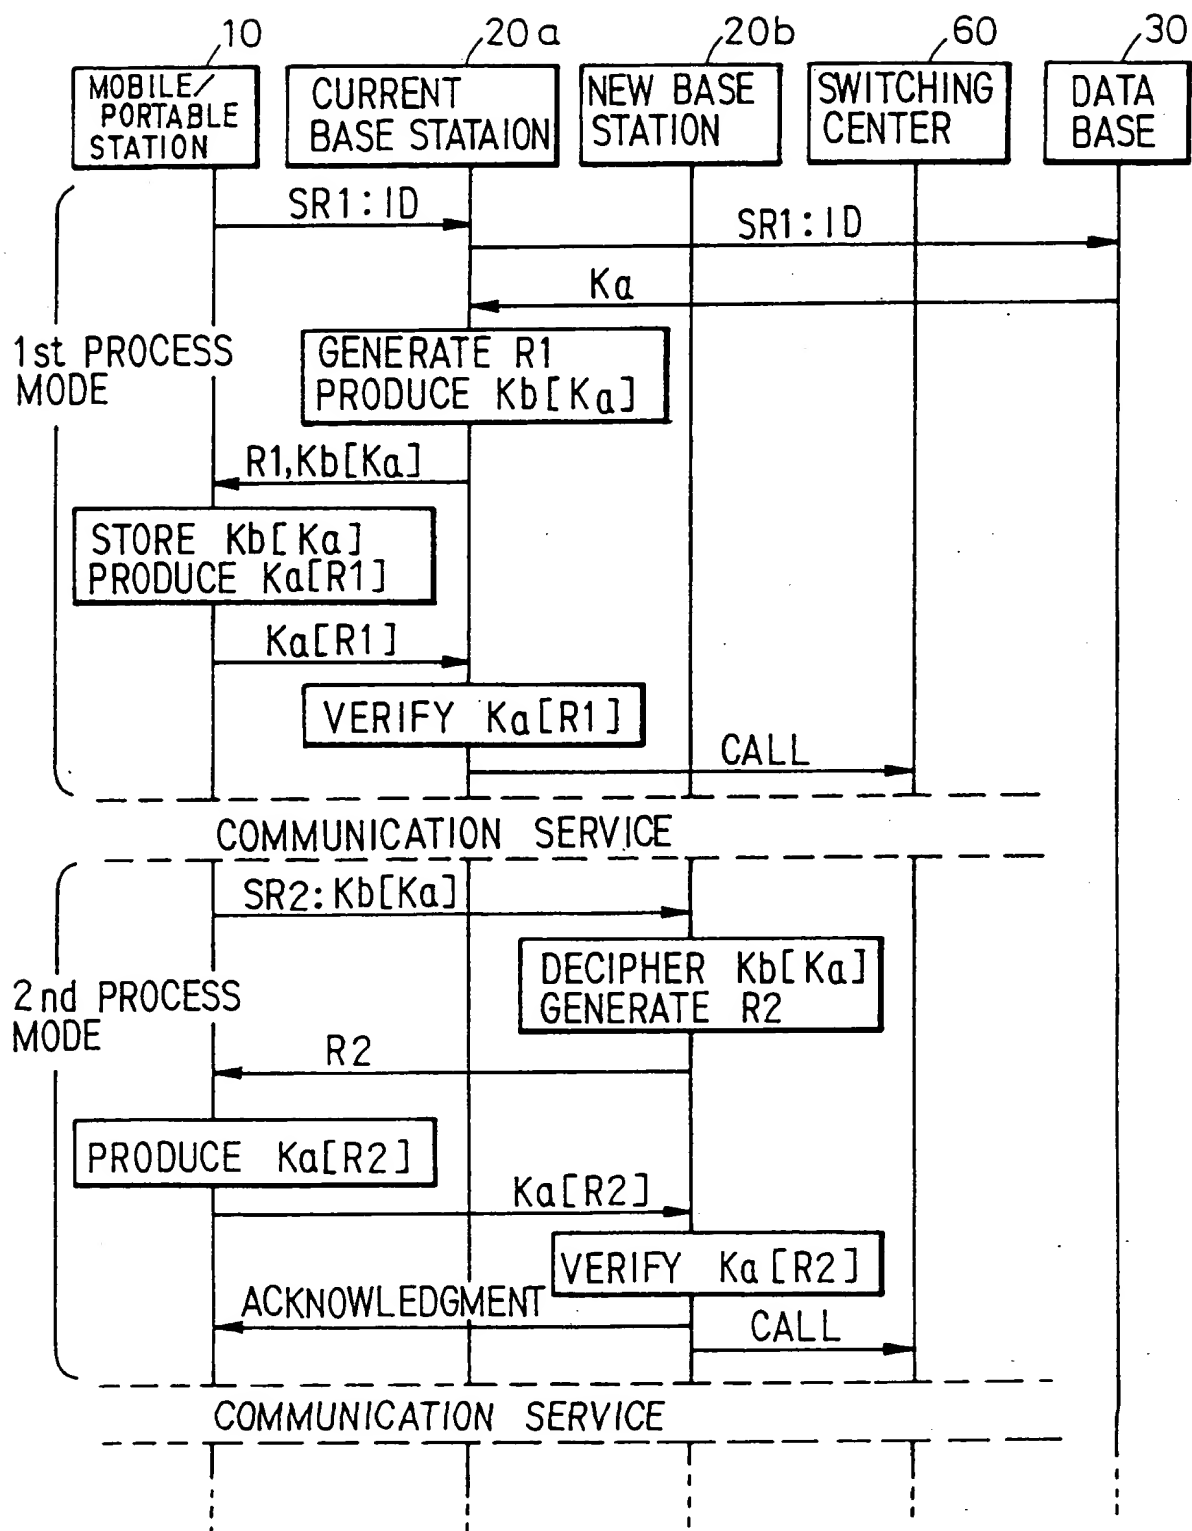 10
20a
20b
60
30
MOBILE/
PORTABLE
STATION
CURRENT
BASE STATAION
NEW BASE
STATION
SWITCHING
CENTER
DATA
BASE
SR1:ID
SR1:ID
Ka
1st PROCESS
MODE
GENERATE R1
PRODUCE Kb[Ka]
R1,Kb[Ka]
STORE Kb[Ka]
PRODUCE Ka[R1]
Ka[R1]
VERIFY Ka[R1]
CALL
COMMUNICATION SERVICE
SR2:Kb[Ka]
2nd PROCESS
MODE
DECIPHER Kb[Ka]
GENERATE R2
R2
PRODUCE Ka[R2]
Ka[R2]
VERIFY Ka[R2]
ACKNOWLEDGMENT
CALL
COMMUNICATION SERVICE